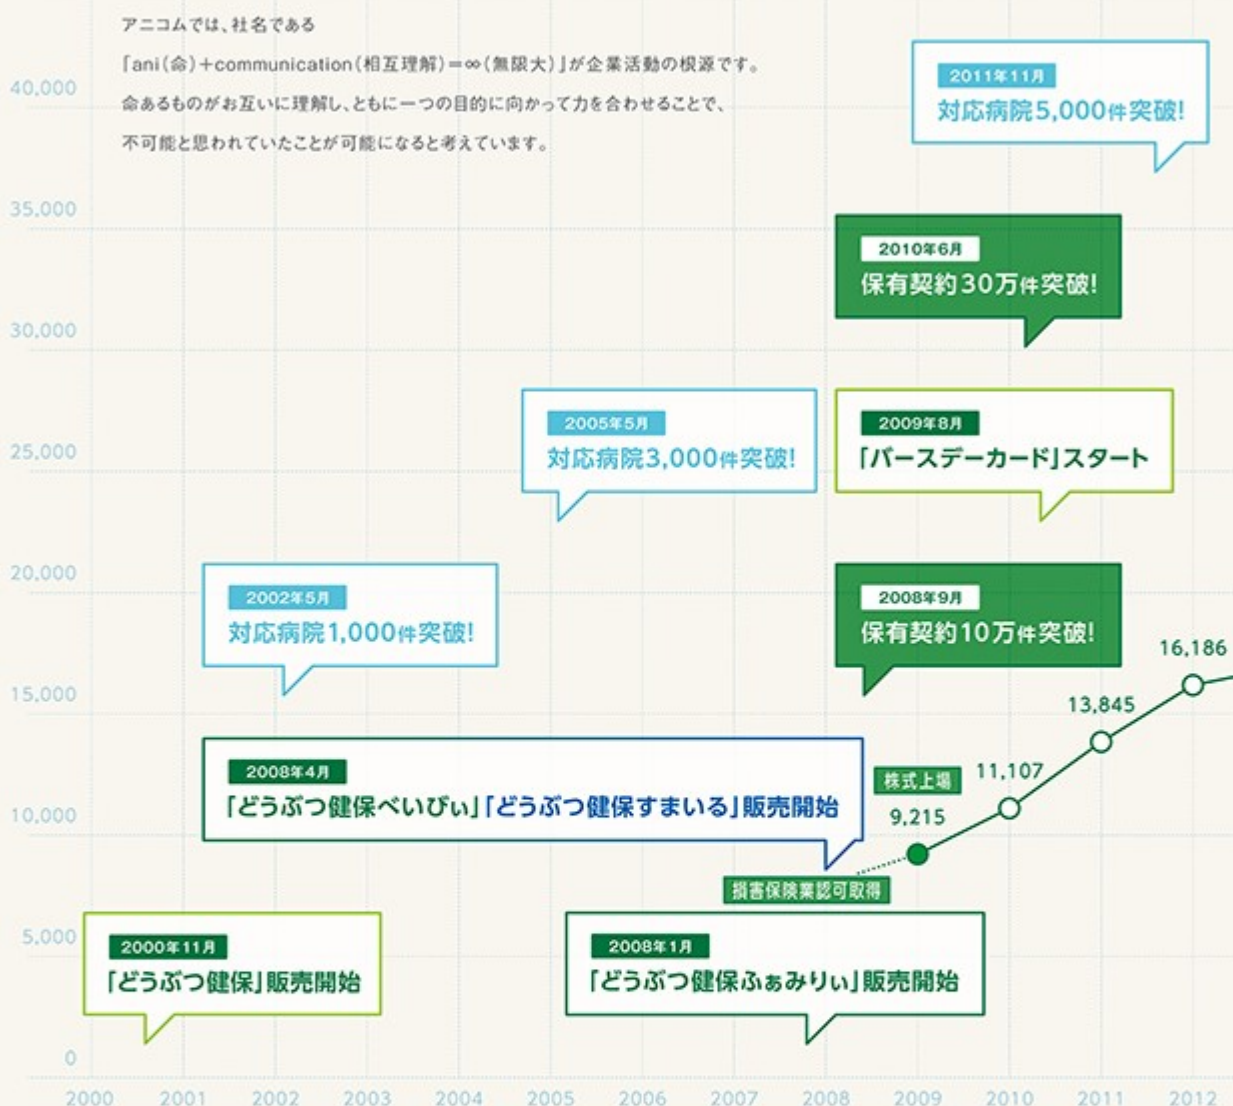 アニコムでは、社名である
「ani(命)+communication(相互理解)=∞(無限大)」が企業活動の根源です。
命あるものがお互いに理解し、ともに一つの目的に向かって力を合わせることで、
不可能と思われていたことが可能になると考えています。
40,000
35,000
30,000
25,000
20,000
15,000
10,000
5,000
0
2011年11月
対応病院5,000件突破!
2010年6月
保有契約30万件突破!
2005年5月
対応病院3,000件突破!
2009年8月
「バースデーカード」スタート
2002年5月
対応病院1,000件突破!
2008年9月
保有契約10万件突破!
16,186
13,845
11,107
株式上場
9,215
2008年4月
「どうぶつ健保べいびぃ」「どうぶつ健保すまいる」販売開始
損害保険業認可取得
2000年11月
「どうぶつ健保」販売開始
2008年1月
「どうぶつ健保ふぁみりぃ」販売開始
2000 2001 2002 2003 2004 2005 2006 2007 2008 2009 2010 2011 2012